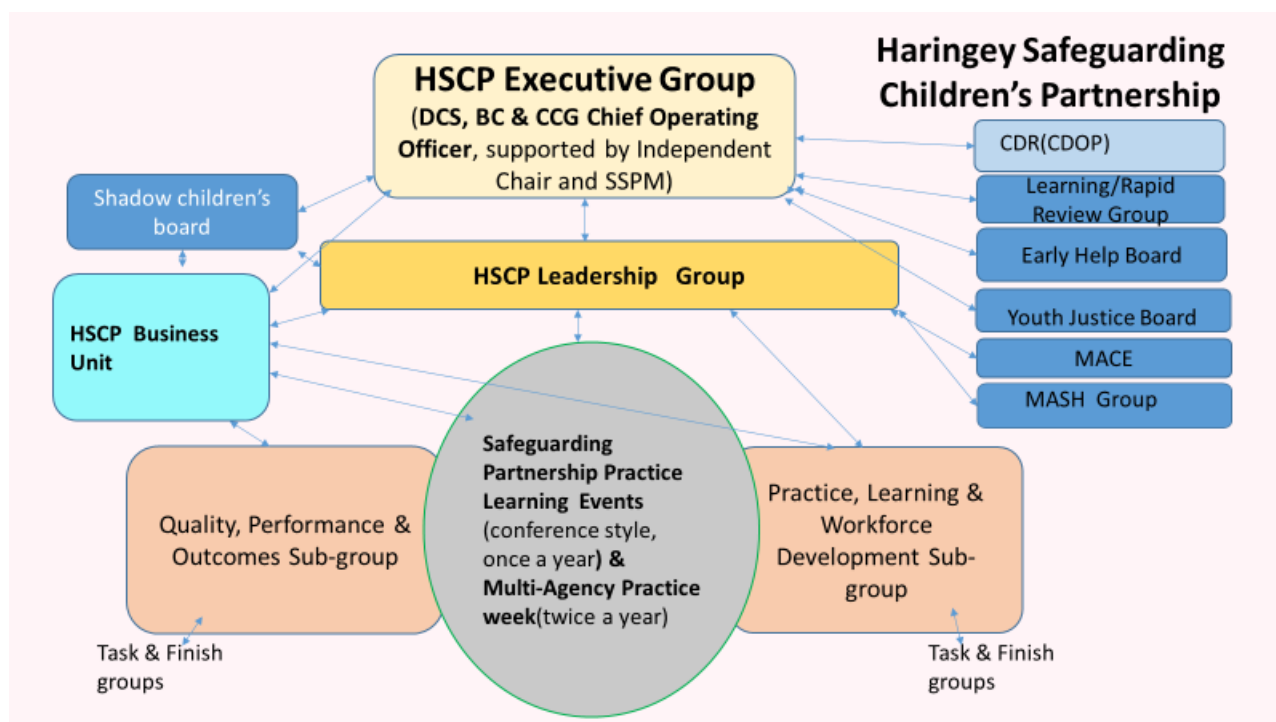 Haringey Safeguarding
Children's Partnership
HSCP Executive Group
(DCS, BC & CCG Chief Operating
Officer, supported by Independent
Chair and SSPM)
CDR(CDOP)
Learning/Rapid
Review Group
Early Help Board
Youth Justice Board
MACE
MASH Group
Shadow children's
board
HSCP Leadership Group
HSCP Business
Unit
Quality, Performance &
Outcomes Sub-group
Safeguarding
Partnership Practice
Learning Events
(conference style,
once a year) &
Multi-Agency Practice
week(twice a year)
Practice, Learning &
Workforce
Development Sub-
group
Task & Finish
groups
Task & Finish
groups